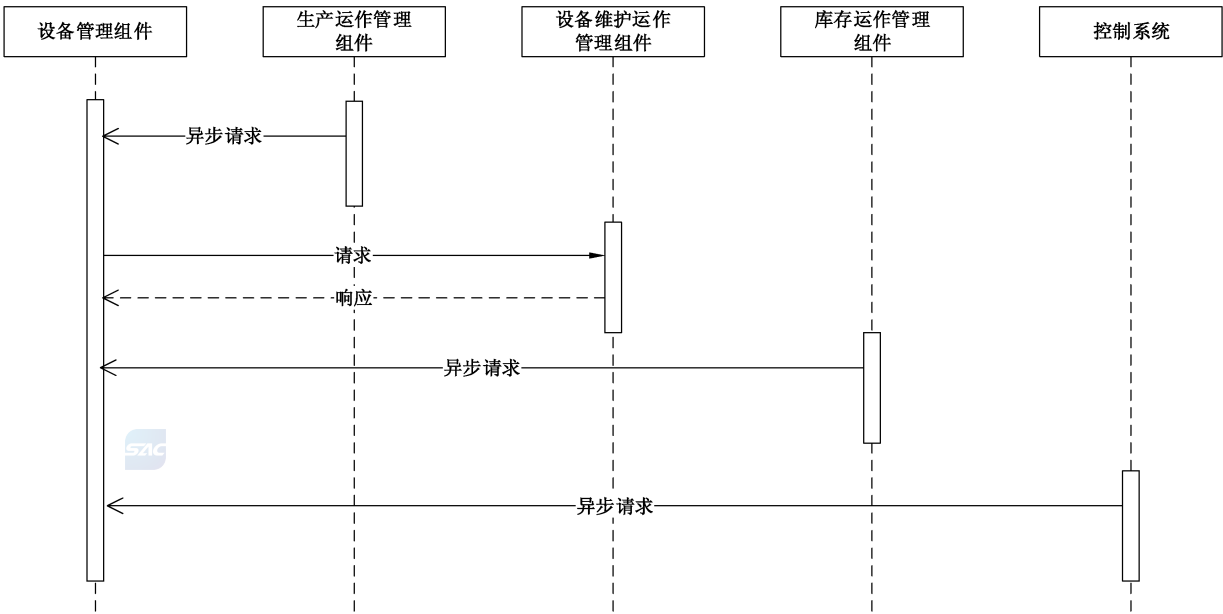 设备管理组件
生产运作管理
组件
设备维护运作
管理组件
库存运作管理
组件
控制系统
异步请求
请求
响应
异步请求
SAC
异步请求